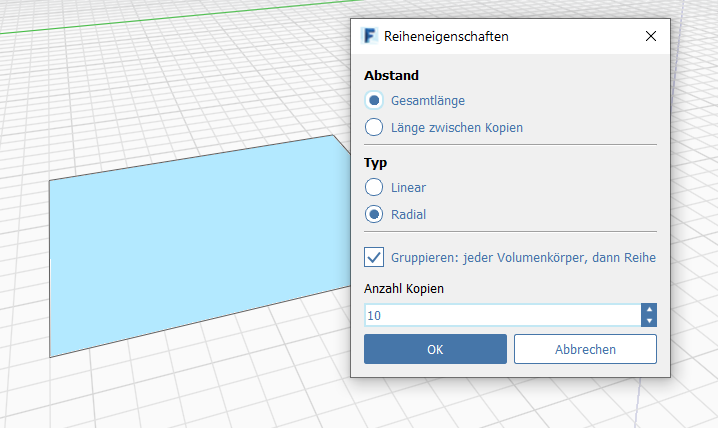 Reiheneigenschaften
Abstand
Gesamtlänge
Länge zwischen Kopien
Typ
Linear
Radial
Gruppieren: jeder Volumenkörper, dann Reihe
Anzahl Kopien
10
OK
Abbrechen